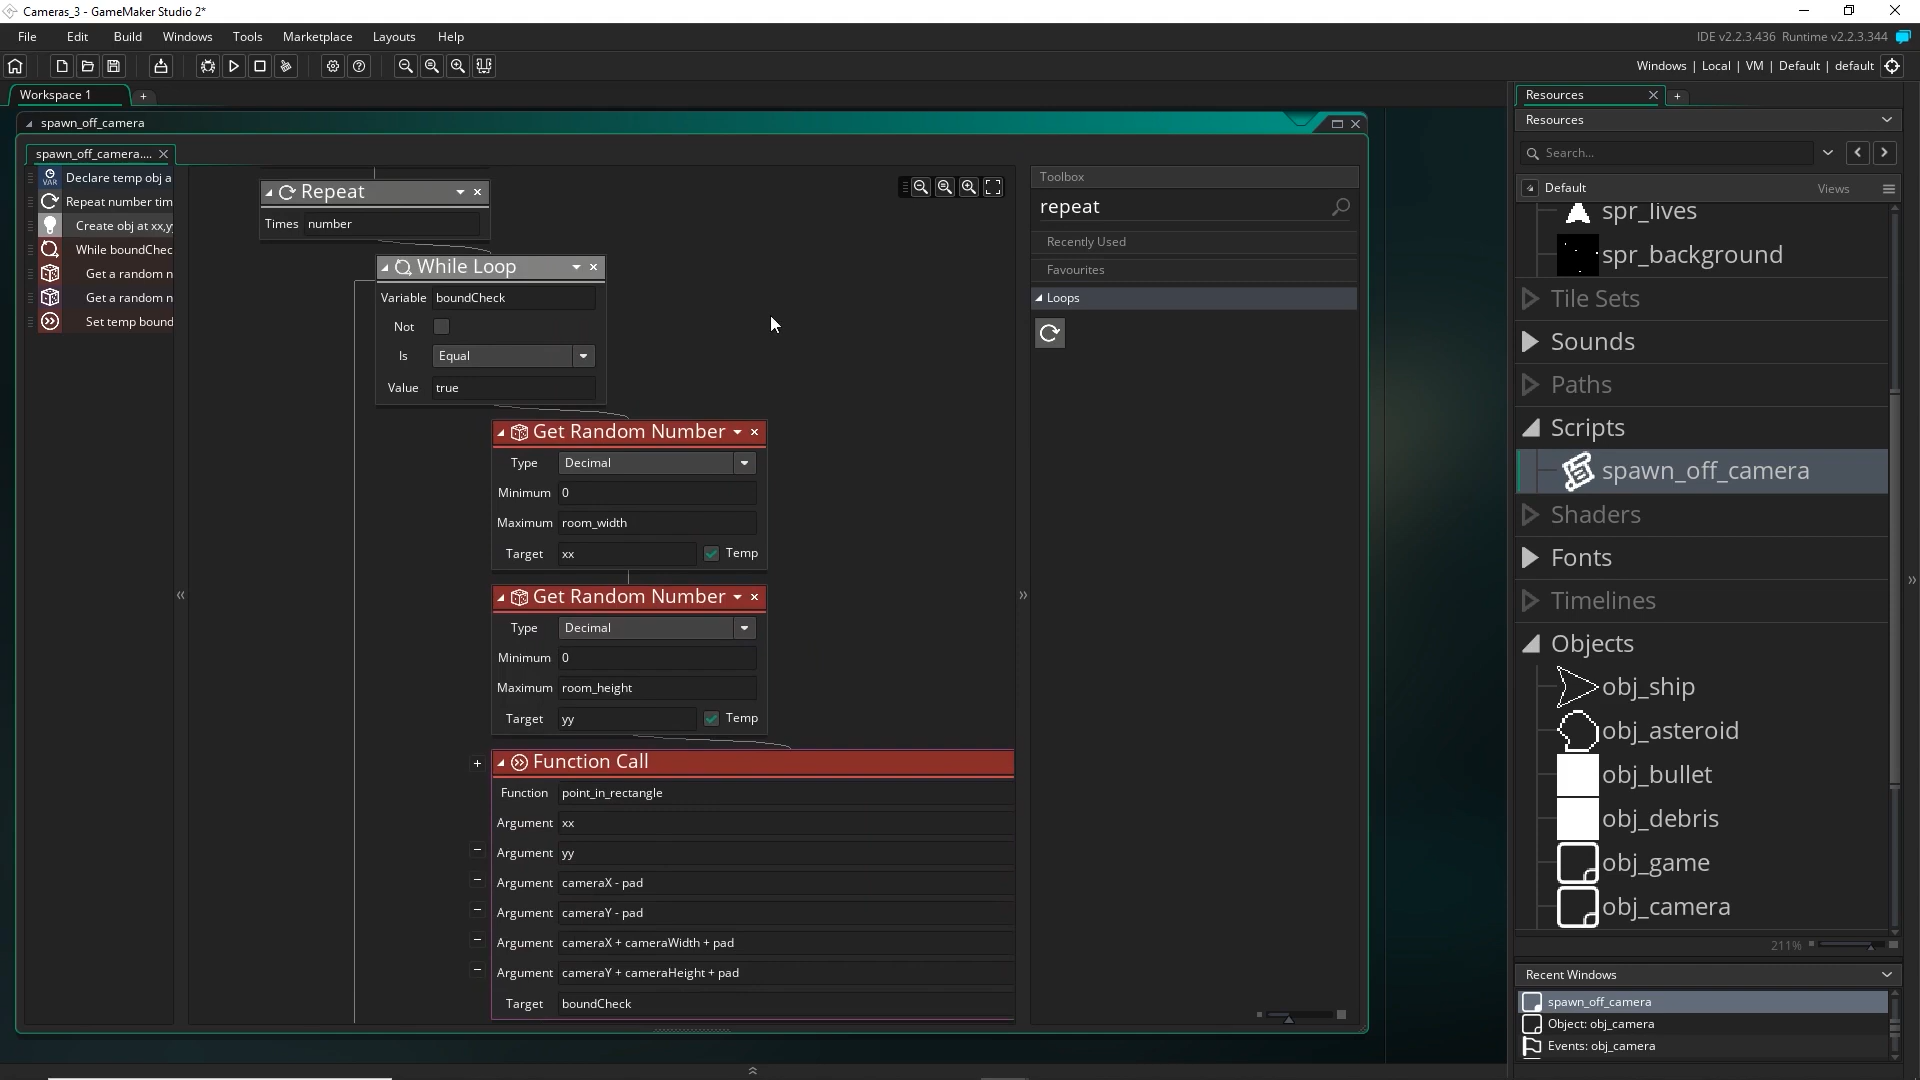 Cameras_3 - GameMaker Studio 2*
File Edit Build Windows Tools Marketplace Layouts Help
IDE v2.2.3.436 Runtime v2.2.3.344
Windows | Local | VM | Default | default
Workspace 1
spawn_off_camera
spawn_off_camera....
Declare temp obj a
Repeat number tim
Create obj at xx,y
While boundChec
Get a random n
Get a random n
Set temp bound
Repeat
Times number
While Loop
Variable boundCheck
Not
Is Equal
Value true
Get Random Number
Type Decimal
Minimum 0
Maximum room_width
Target xx Temp
Get Random Number
Type Decimal
Minimum 0
Maximum room_height
Target yy Temp
Function Call
Function point_in_rectangle
Argument xx
Argument yy
Argument cameraX - pad
Argument cameraY - pad
Argument cameraX + cameraWidth + pad
Argument cameraY + cameraHeight + pad
Target boundCheck
Toolbox
repeat
Recently Used
Favourites
Loops
Resources
Resources
Search...
Default Views
spr_lives
spr_background
Tile Sets
Sounds
Paths
Scripts
spawn_off_camera
Shaders
Fonts
Timelines
Objects
obj_ship
obj_asteroid
obj_bullet
obj_debris
obj_game
obj_camera
211%
Recent Windows
spawn_off_camera
Object: obj_camera
Events: obj_camera